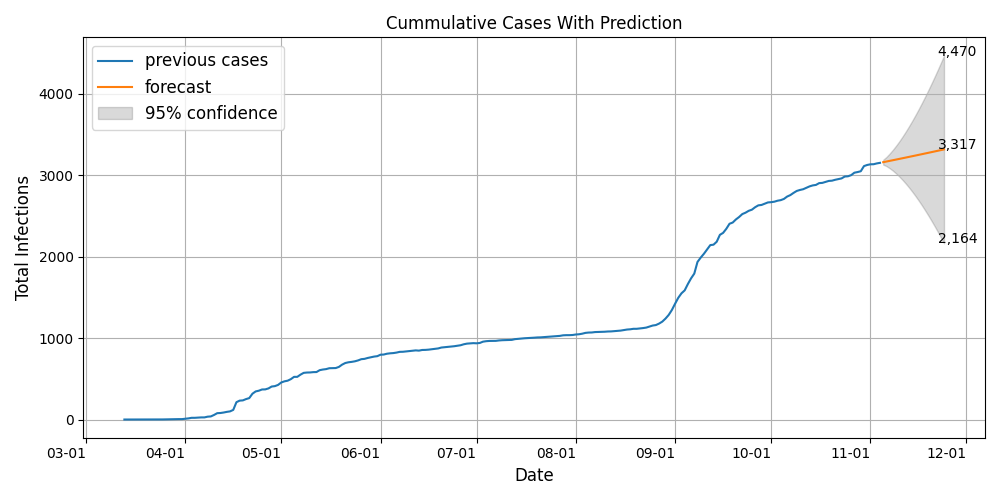 Cummulative Cases With Prediction
previous cases
forecast
95% confidence
4,470
3,317
2,164
Total Infections
4000
3000
2000
1000
0
03-01 04-01 05-01 06-01 07-01 08-01 09-01 10-01 11-01 12-01
Date